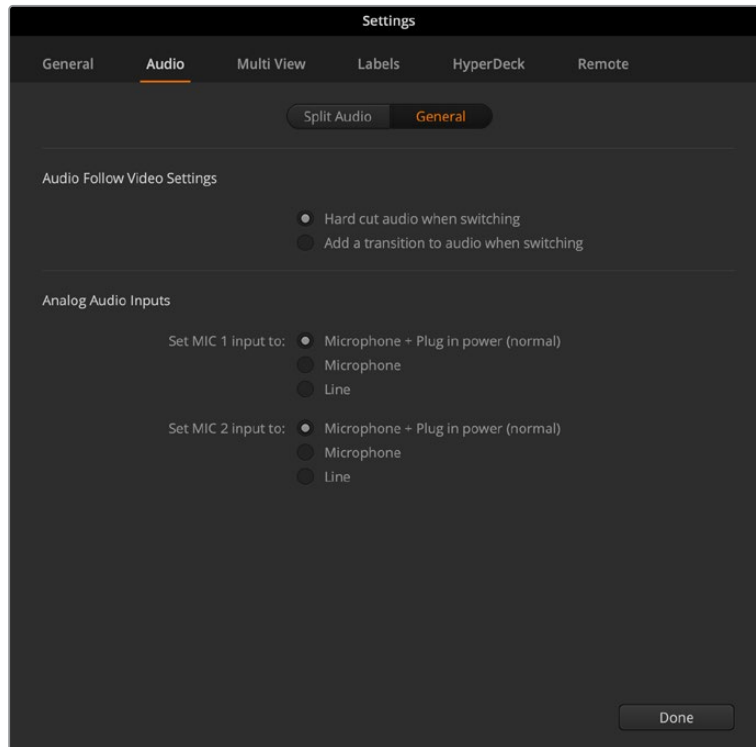 Settings
General Audio Multi View Labels HyperDeck Remote
Split Audio General
Audio Follow Video Settings
Hard cut audio when switching
Add a transition to audio when switching
Analog Audio Inputs
Set MIC 1 input to: Microphone + Plug in power (normal)
Microphone
Line
Set MIC 2 input to: Microphone + Plug in power (normal)
Microphone
Line
Done